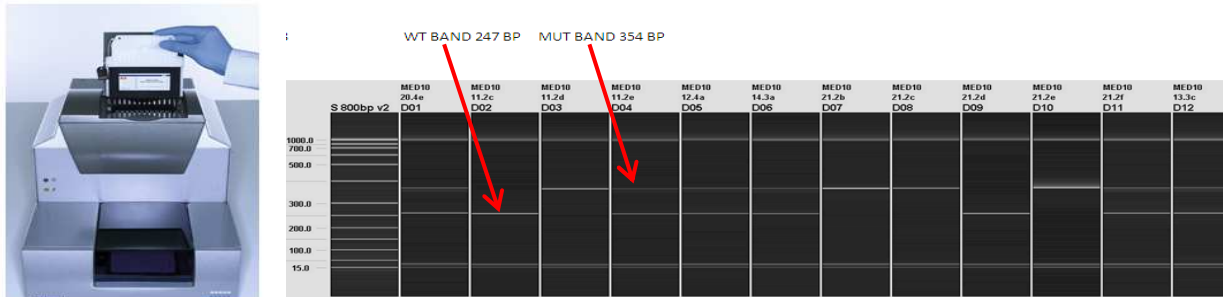 WT BAND 247 BP MUT BAND 354 BP
MED10 MED10 MED10 MED10 MED10 MED10 MED10 MED10 MED10 MED10 MED10 MED10
20.4e 11.2c 11.2d 11.2e 12.4a 14.3a 21.2b 21.2c 21.2d 21.2e 21.2f 13.3c
S 800bp v2 D01 D02 D03 D04 D05 D06 D07 D08 D09 D10 D11 D12
1000.0
700.0
500.0
300.0
200.0
100.0
15.0